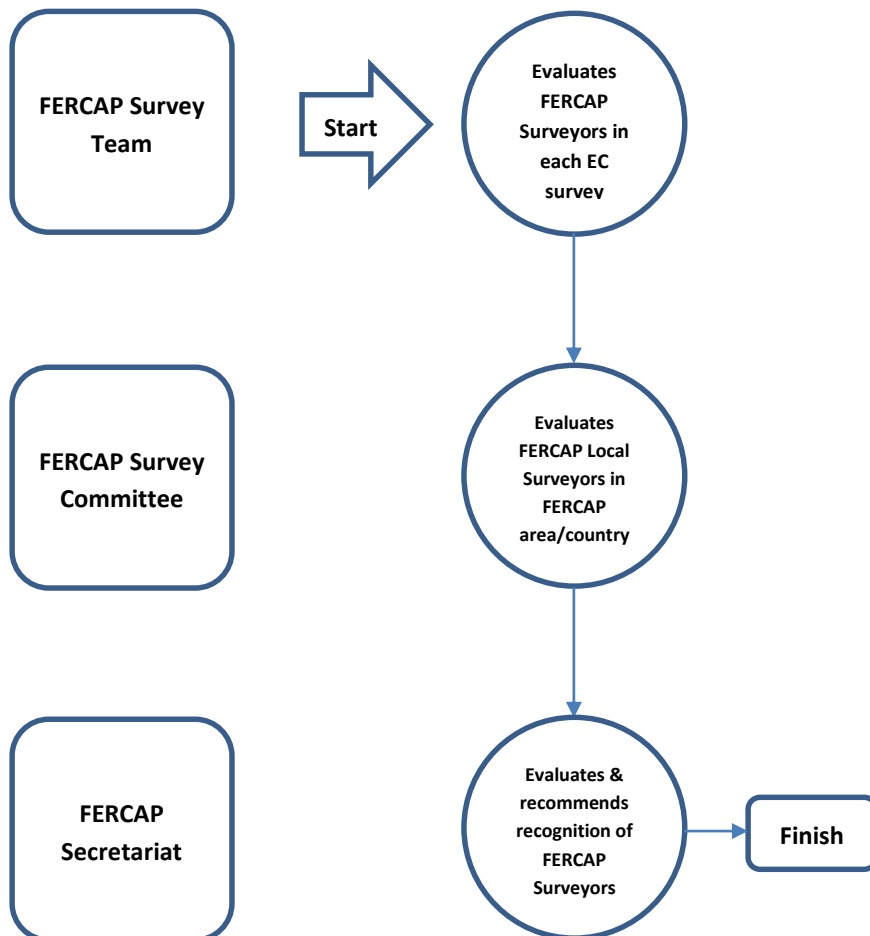 FERCAP Survey
Team
Start
Evaluates
FERCAP
Surveyors in
each EC
survey
FERCAP Survey
Committee
Evaluates
FERCAP Local
Surveyors in
FERCAP
area/country
FERCAP
Secretariat
Evaluates &
recommends
recognition of
FERCAP
Surveyors
Finish